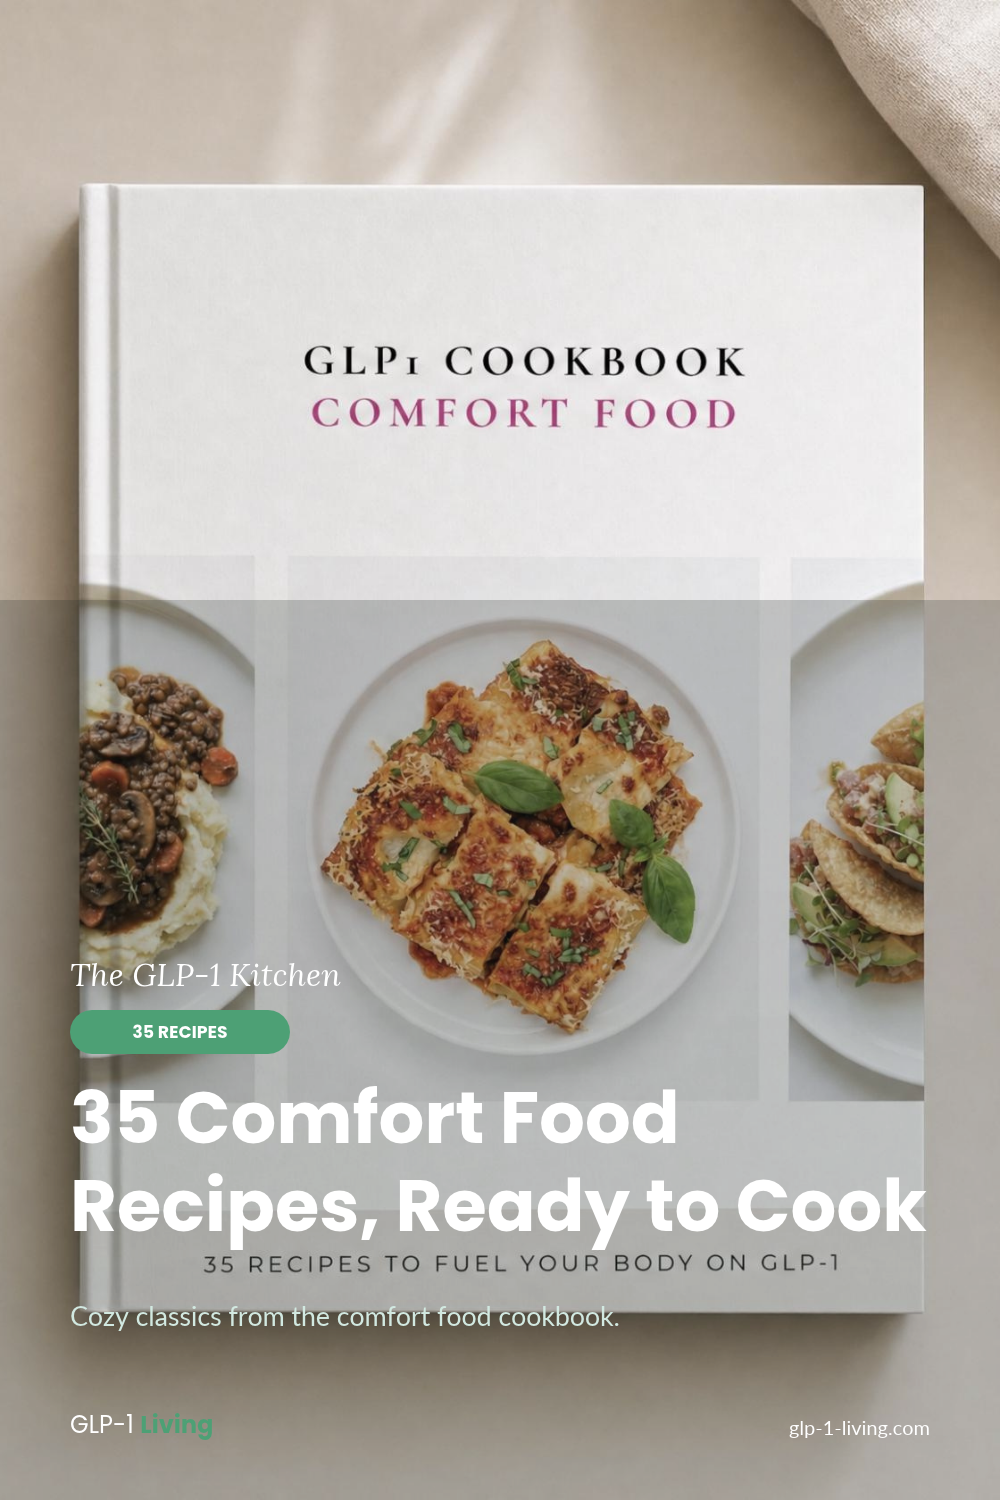 GLP1 COOKBOOK
COMFORT FOOD
The GLP-1 Kitchen
35 RECIPES
35 Comfort Food
Recipes, Ready to Cook
35 RECIPES TO FUEL YOUR BODY ON GLP-1
Cozy classics from the comfort food cookbook.
GLP-1 Living
glp-1-living.com